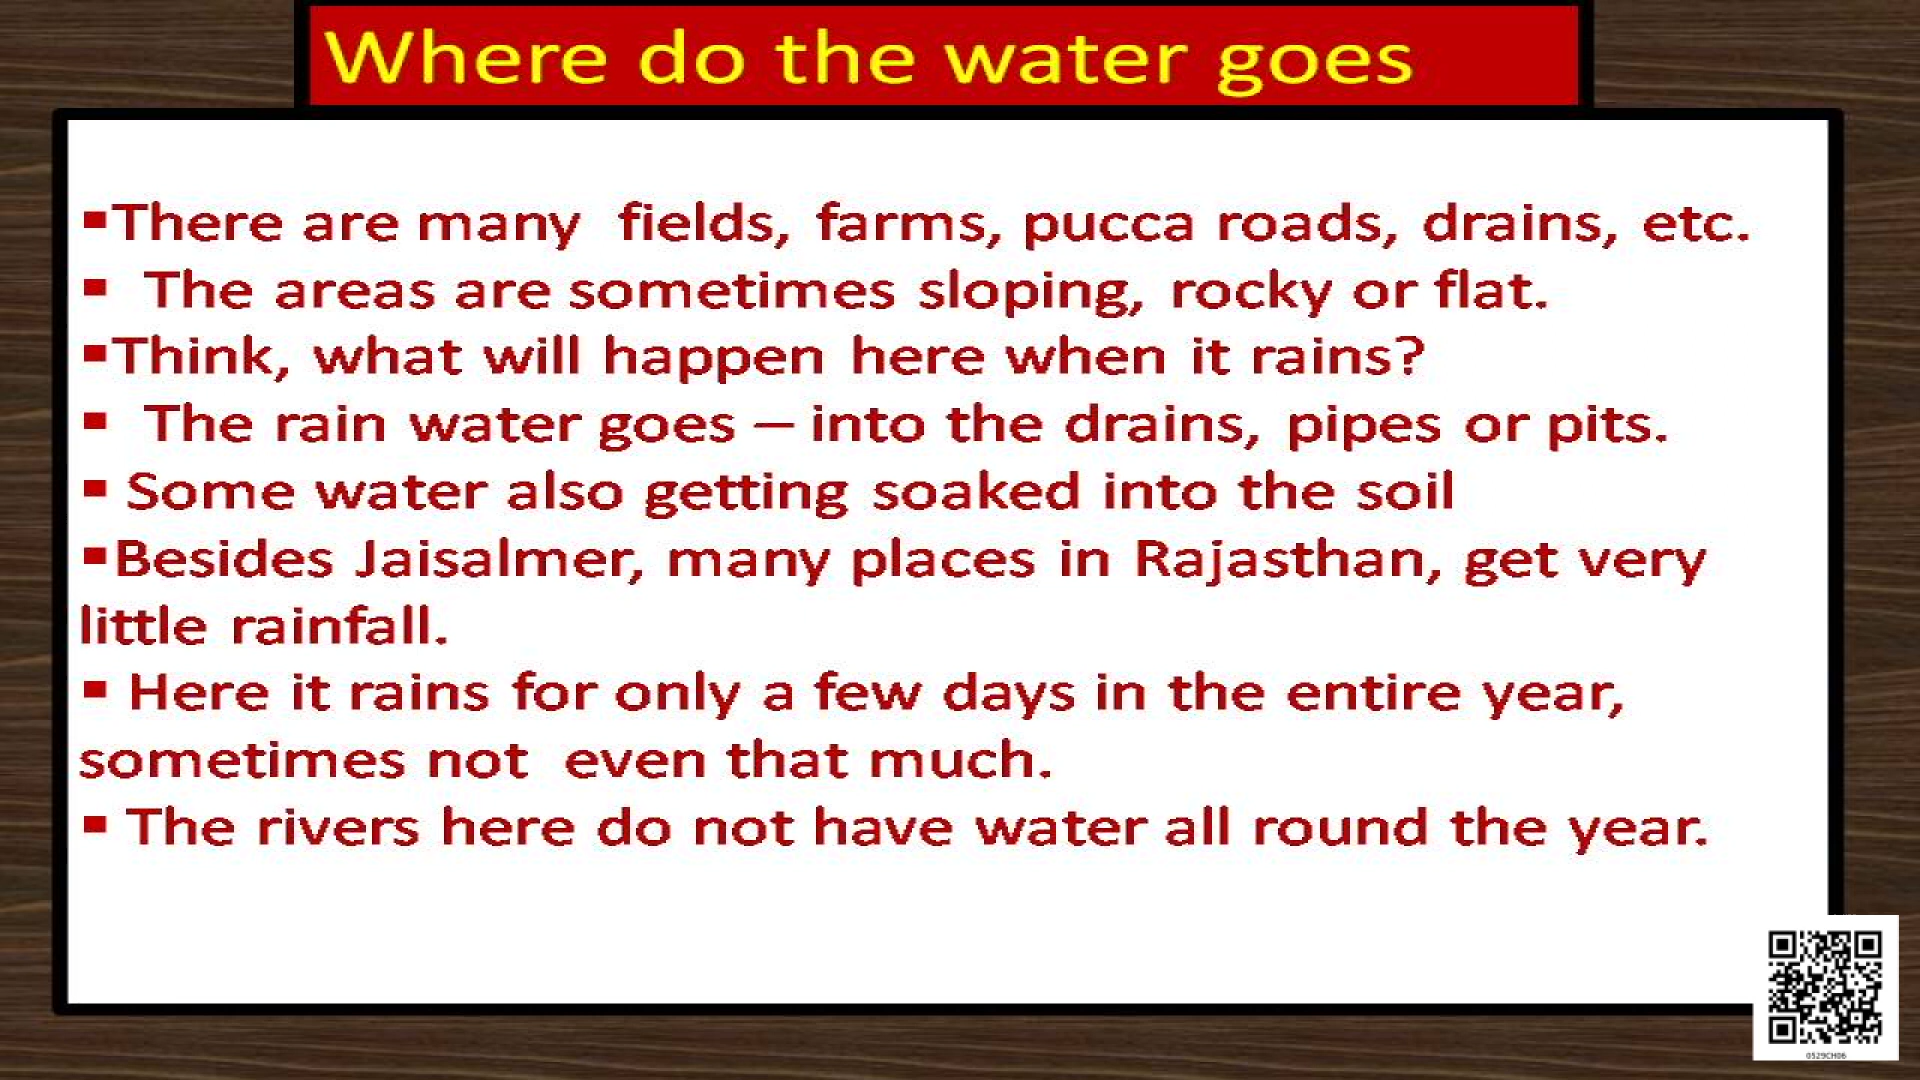 Where do the water goes
▪There are many fields, farms, pucca roads, drains, etc.
▪ The areas are sometimes sloping, rocky or flat.
▪Think, what will happen here when it rains?
▪ The rain water goes – into the drains, pipes or pits.
▪ Some water also getting soaked into the soil
▪Besides Jaisalmer, many places in Rajasthan, get very
little rainfall.
▪ Here it rains for only a few days in the entire year,
sometimes not even that much.
▪ The rivers here do not have water all round the year.
0529CH06